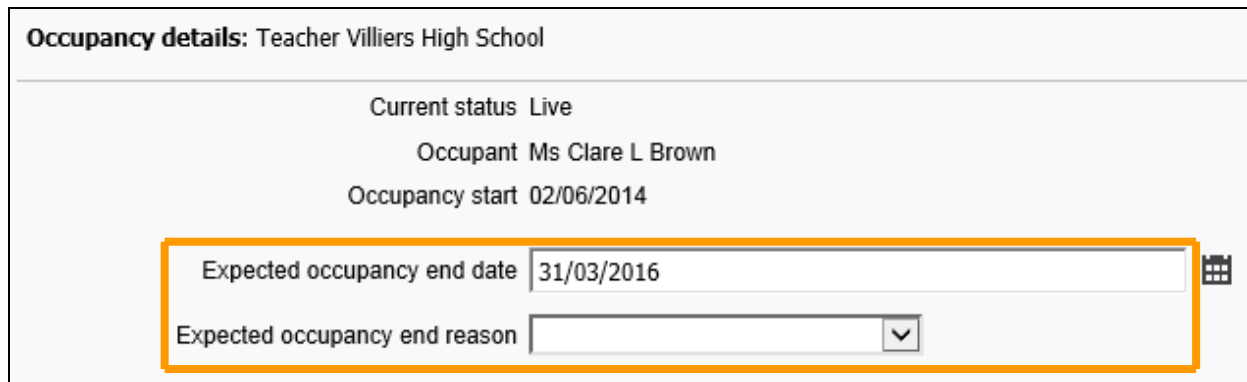 Occupancy details: Teacher Villiers High School
Current status Live
Occupant Ms Clare L Brown
Occupancy start 02/06/2014
Expected occupancy end date 31/03/2016
Expected occupancy end reason